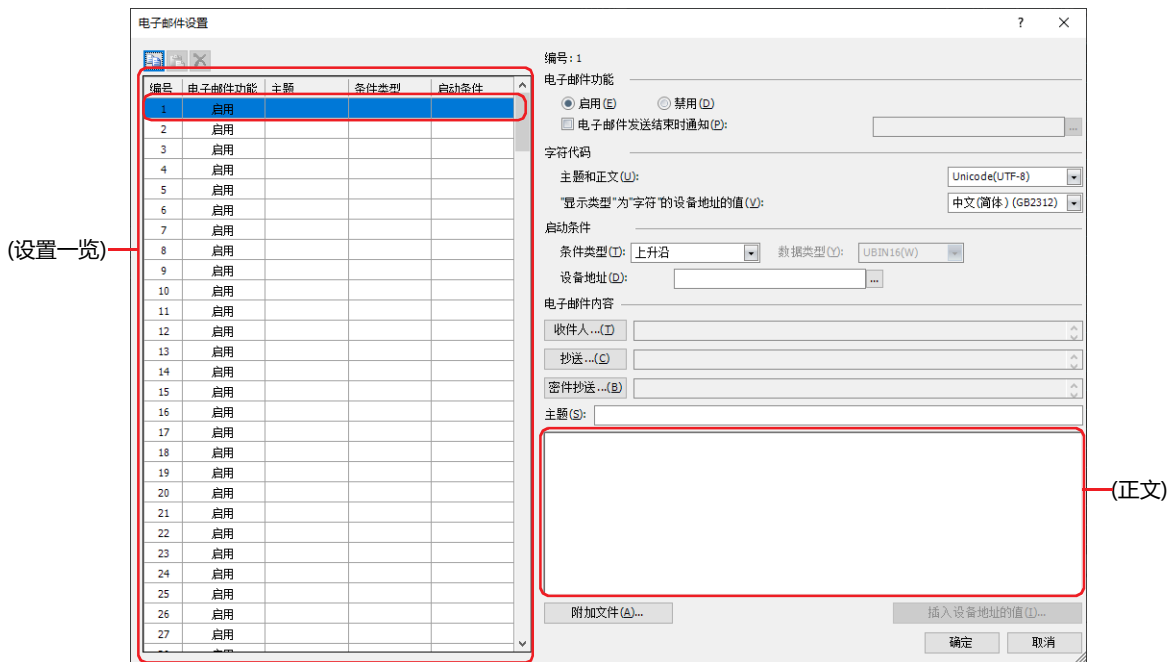 电子邮件设置
编号 电子邮件功能 主题 条件类型 启动条件
1 启用
2 启用
3 启用
4 启用
5 启用
6 启用
7 启用
8 启用
9 启用
10 启用
11 启用
12 启用
13 启用
14 启用
15 启用
16 启用
17 启用
18 启用
19 启用
20 启用
21 启用
22 启用
23 启用
24 启用
25 启用
26 启用
27 启用
(设置一览)
编号: 1
电子邮件功能
启用(E) 禁用(D)
电子邮件发送结束时通知(P): ...
字符代码
主题和正文(U): Unicode(UTF-8)
"显示类型"为"字符"的设备地址的值(V): 中文(简体) (GB2312)
启动条件
条件类型(T): 上升沿 数据类型(Y): UBIN16(W)
设备地址(D): ...
电子邮件内容
收件人...(T)
抄送...(C)
密件抄送...(B)
主题(S):
(正文)
附加文件(A)... 插入设备地址的值(I)...
确定 取消